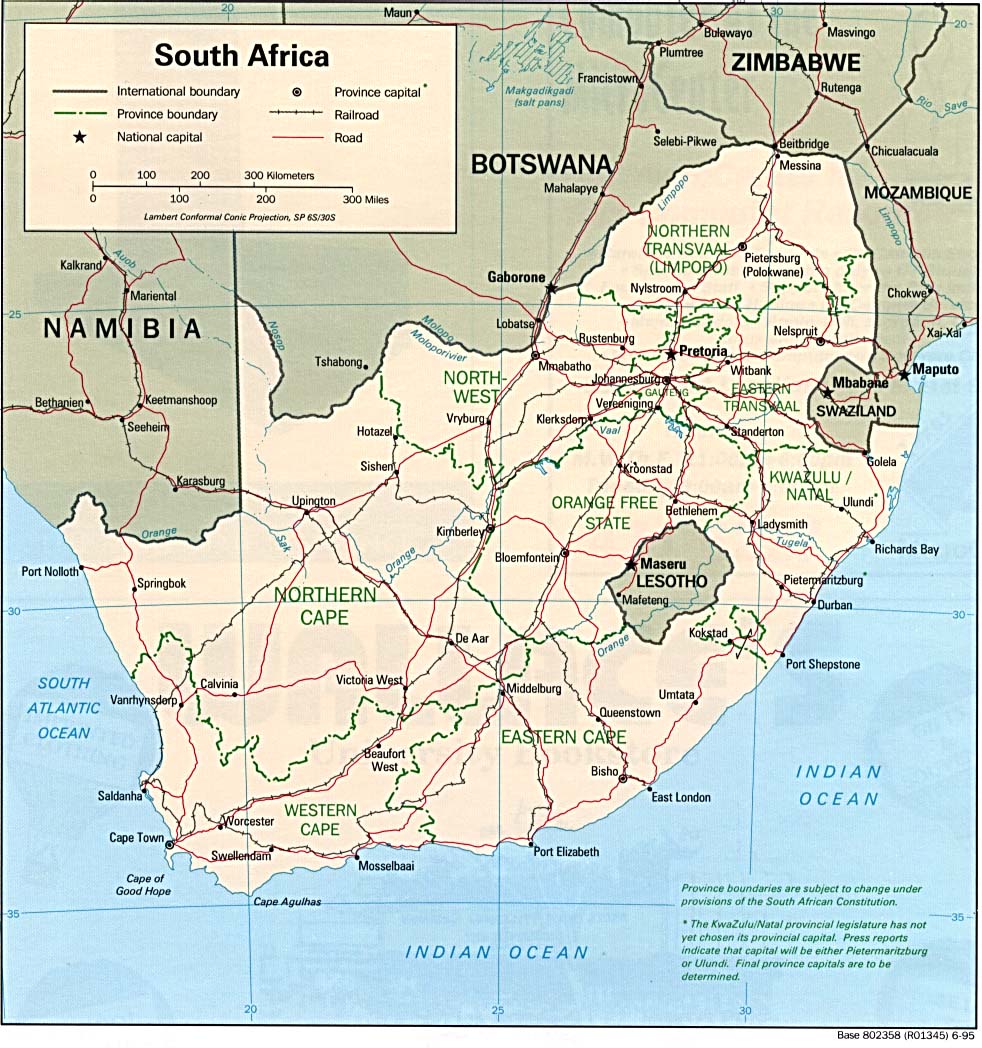 South Africa
International boundary
Province boundary
National capital
Province capital *
Railroad
Road
0 100 200 300 Kilometers
0 100 200 300 Miles
Lambert Conformal Conic Projection, SP 6S/30S
20
30
20
Maun
Bulawayo
Masvingo
Plumtree
ZIMBABWE
Makgadikgadi
(salt pans)
Francistown
Rutenga
Rio Save
Selebi-Pikwe
Beitbridge
Chicualacuala
Messina
BOTSWANA
Mahalapye
Limpopo
MOZAMBIQUE
Limpopo
NORTHERN
TRANSVAAL
(LIMPOPO)
Pietersburg
(Polokwane)
Kalkrand
Auob
Mariental
Gaborone
Nylstroom
Chokwe
25
25
NAMIBIA
Nosop
Molopo
Moloporivier
Lobatse
Rustenburg
Nelspruit
Xai-Xai
Tshabong
Mmabatho
Pretoria
Witbank
Maputo
NORTH-
WEST
Johannesburg
GAUTENG
EASTERN
TRANSVAAL
Mbabane
SWAZILAND
Bethanien
Keetmanshoop
Seeheim
Vryburg
Klerksdorp
Vereeniging
Vaal
Vaal
Standerton
Hotazel
Golela
Sishen
Kroonstad
KWAZULU /
NATAL
Karasburg
Upington
ORANGE FREE
STATE
Bethlehem
Ulundi *
Orange
Sak
Kimberley
Ladysmith
Tugela
Richards Bay
Bloemfontein
Orange
Maseru
LESOTHO
Port Nolloth
Springbok
Pietermaritzburg *
Mafeteng
Durban
30
30
NORTHERN
CAPE
De Aar
Orange
Kokstad
Port Shepstone
SOUTH
ATLANTIC
OCEAN
Calvinia
Vanrhynsdorp
Victoria West
Middelburg
Umtata
Queenstown
EASTERN CAPE
Beaufort
West
Bisho
INDIAN
OCEAN
Saldanha
East London
WESTERN
CAPE
Worcester
Cape Town
Swellendam
Mosselbaai
Port Elizabeth
Cape of
Good Hope
Cape Agulhas
35
35
Province boundaries are subject to change under
provisions of the South African Constitution.
* The KwaZulu/Natal provincial legislature has not
yet chosen its provincial capital. Press reports
indicate that capital will be either Pietermaritzburg
or Ulundi. Final province capitals are to be
determined.
INDIAN OCEAN
20
25
30
Base 802358 (R01345) 6-95